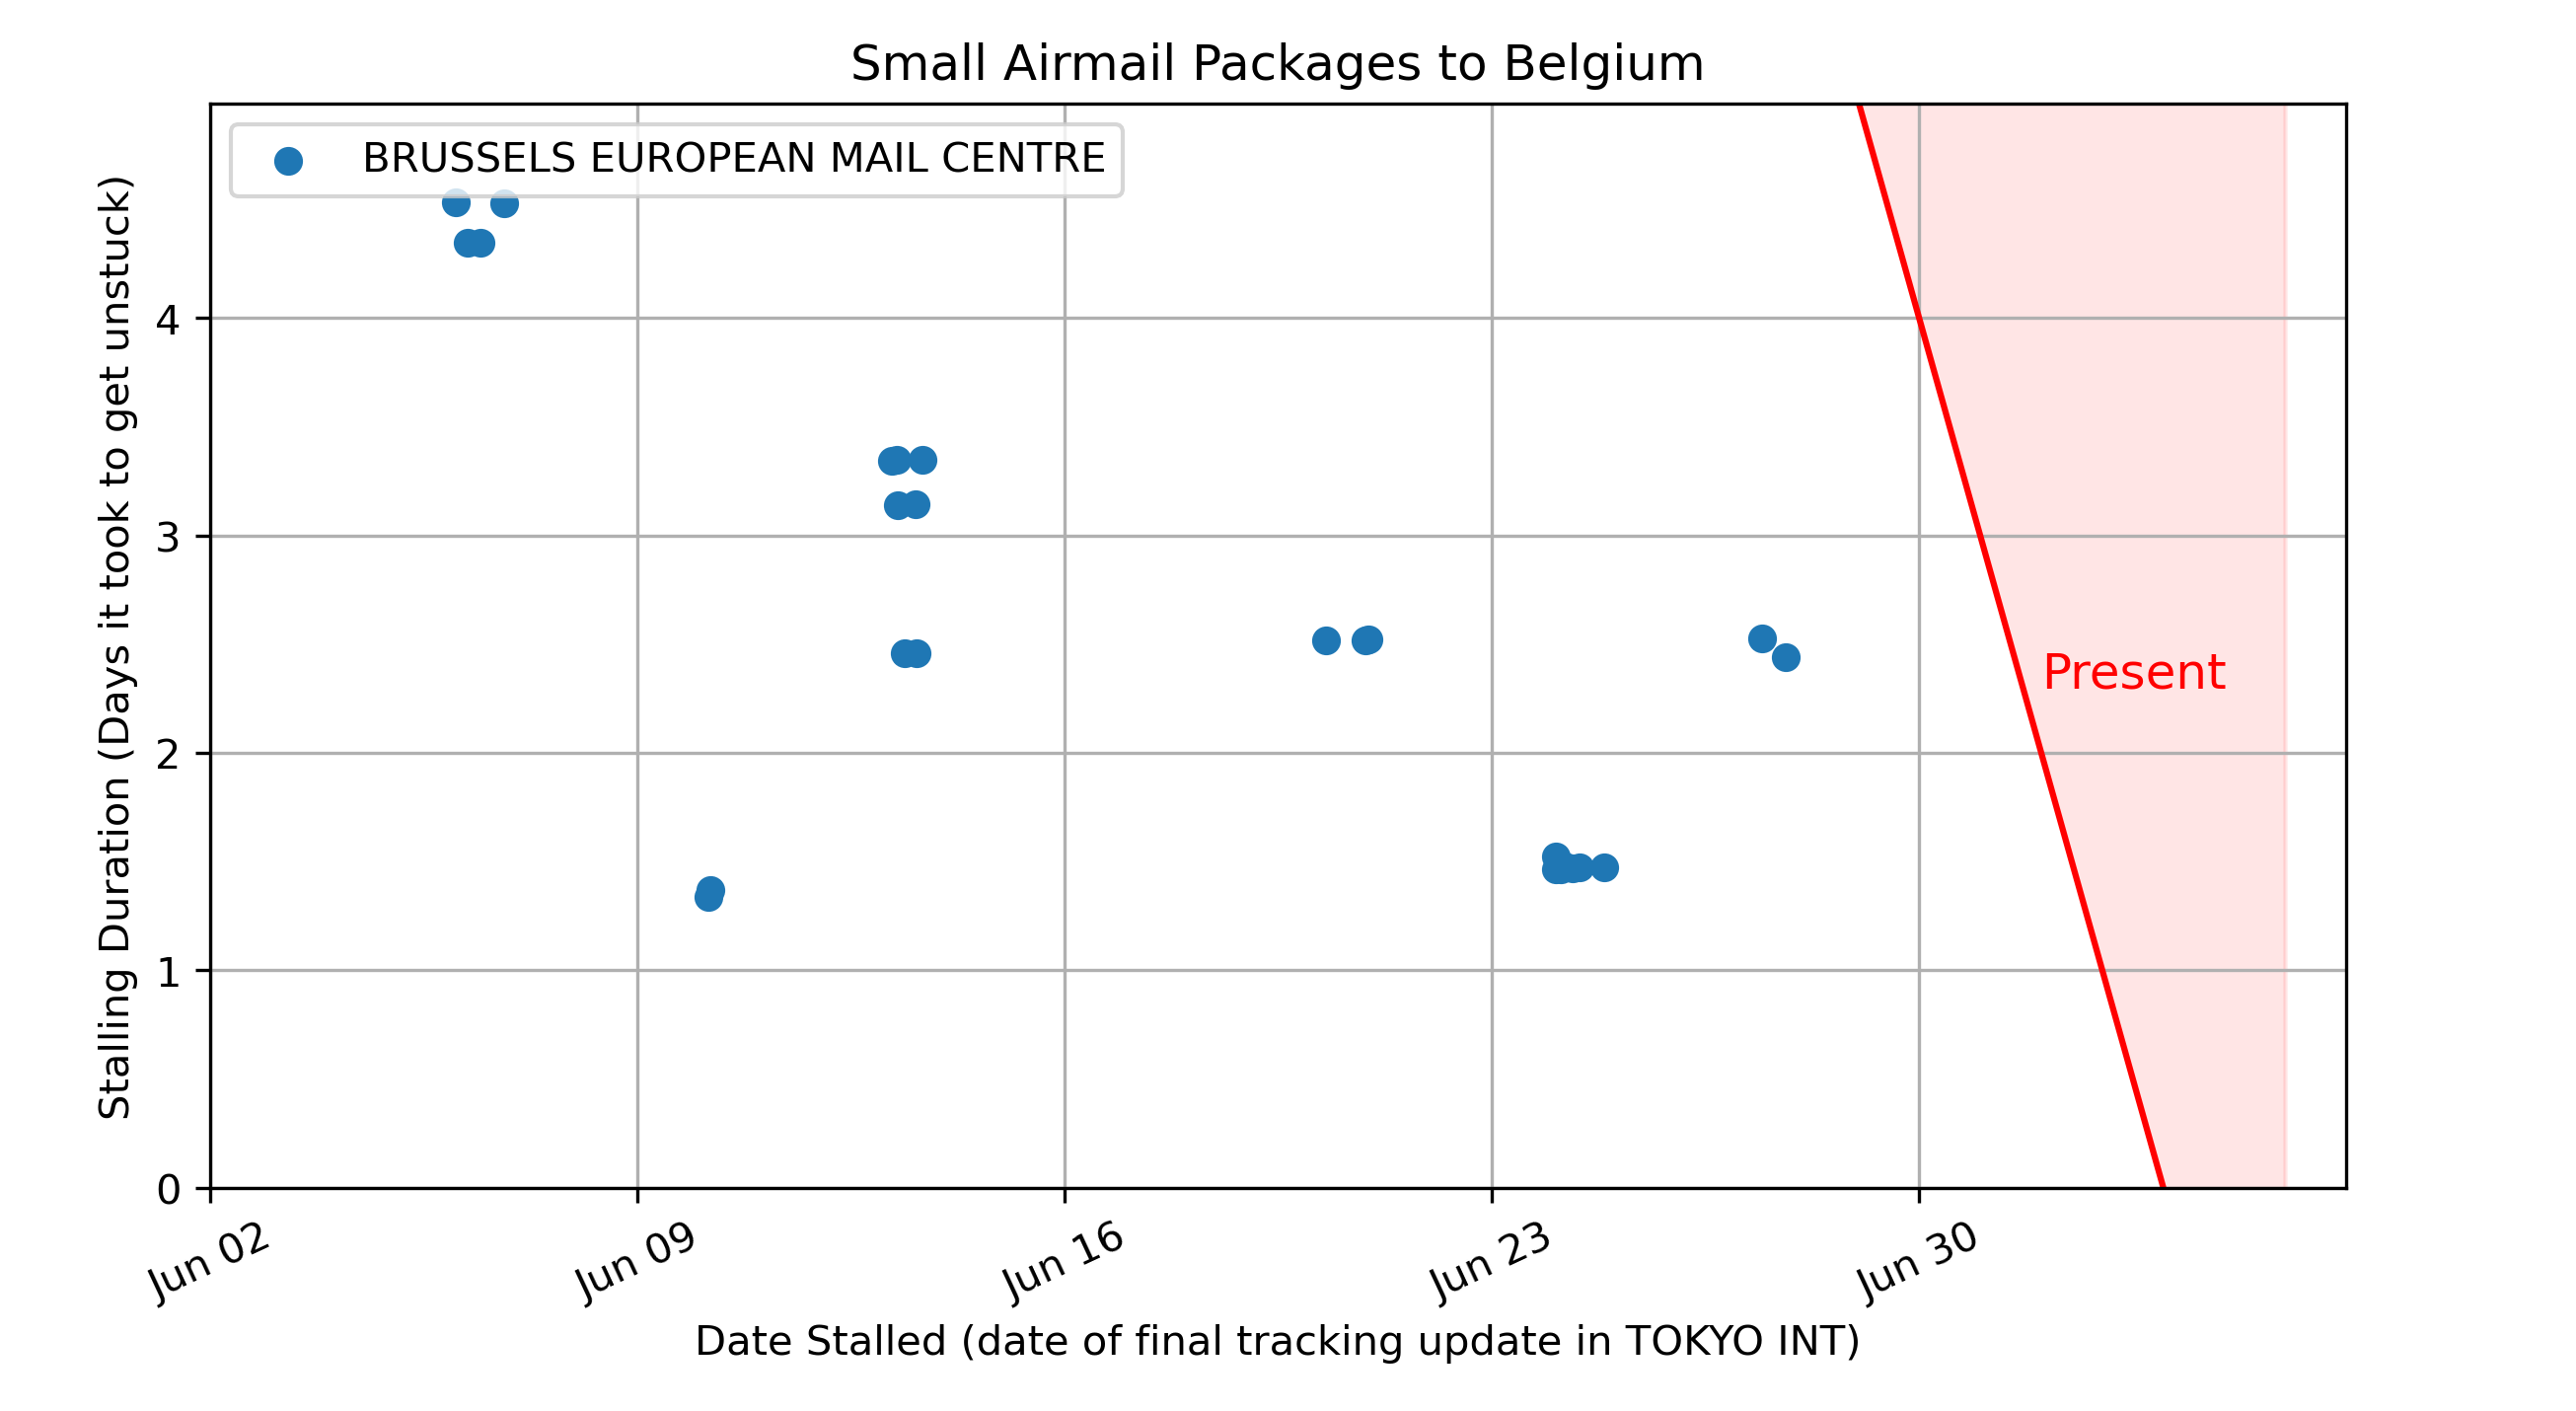 Small Airmail Packages to Belgium
BRUSSELS EUROPEAN MAIL CENTRE
Stalling Duration (Days it took to get unstuck)
4
3
2
1
0
Present
Jun 02
Jun 09
Jun 16
Jun 23
Jun 30
Date Stalled (date of final tracking update in TOKYO INT)